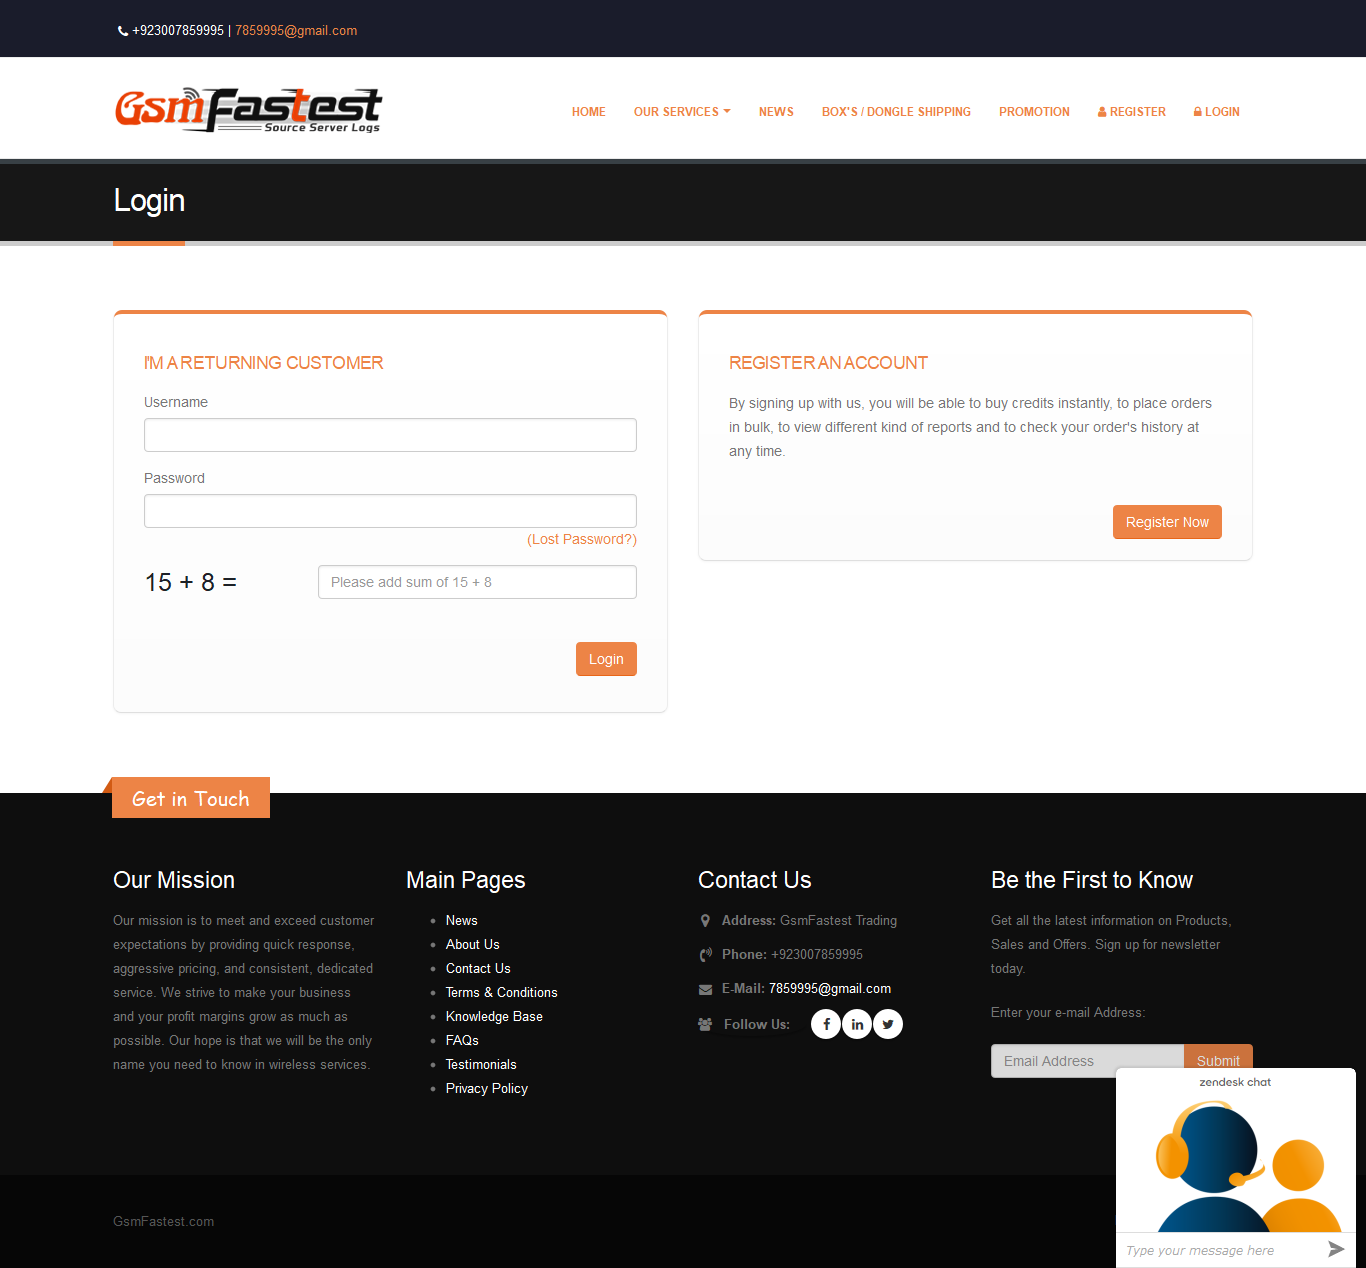 +923007859995 | 7859995@gmail.com
GsmFastest
Source Server Logs
HOME
OUR SERVICES
NEWS
BOX'S / DONGLE SHIPPING
PROMOTION
REGISTER
LOGIN
Login
I'M A RETURNING CUSTOMER
Username
Password
(Lost Password?)
15 + 8 =
Please add sum of 15 + 8
Login
REGISTER AN ACCOUNT
By signing up with us, you will be able to buy credits instantly, to place orders
in bulk, to view different kind of reports and to check your order's history at
any time.
Register Now
Get in Touch
Our Mission
Our mission is to meet and exceed customer
expectations by providing quick response,
aggressive pricing, and consistent, dedicated
service. We strive to make your business
and your profit margins grow as much as
possible. Our hope is that we will be the only
name you need to know in wireless services.
Main Pages
News
About Us
Contact Us
Terms & Conditions
Knowledge Base
FAQs
Testimonials
Privacy Policy
Contact Us
Address: GsmFastest Trading
Phone: +923007859995
E-Mail: 7859995@gmail.com
Follow Us:
Be the First to Know
Get all the latest information on Products,
Sales and Offers. Sign up for newsletter
today.
Enter your e-mail Address:
Email Address
Submit
zendesk chat
Type your message here
GsmFastest.com